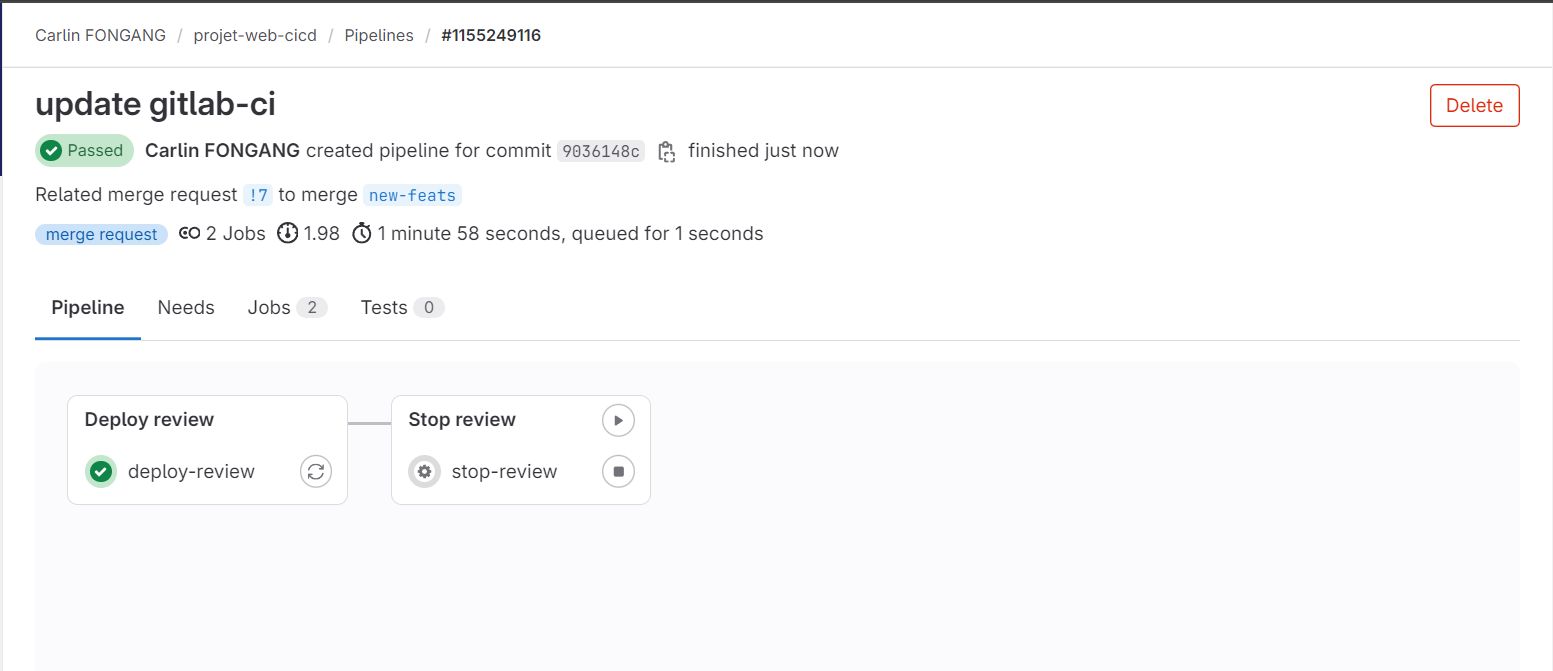 Carlin FONGANG / projet-web-cicd / Pipelines / #1155249116
update gitlab-ci
Delete
Passed Carlin FONGANG created pipeline for commit 9036148c finished just now
Related merge request !7 to merge new-feats
merge request 2 Jobs 1.98 1 minute 58 seconds, queued for 1 seconds
Pipeline Needs Jobs 2 Tests 0
Deploy review
deploy-review
Stop review
stop-review